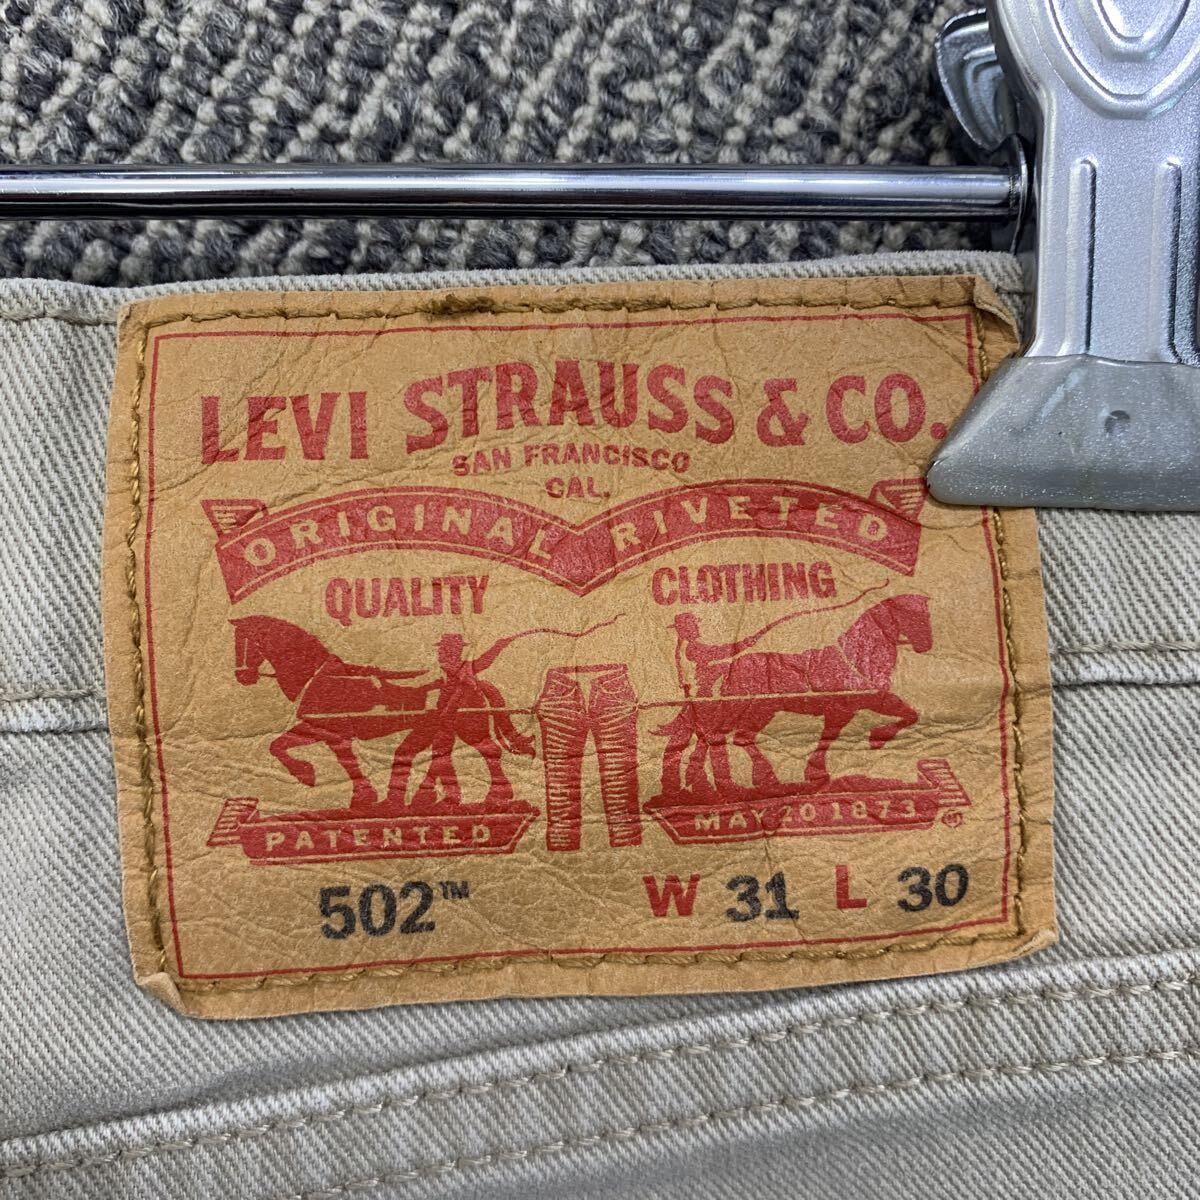 LEVI STRAUSS & CO.
SAN FRANCISCO
CAL.
ORIGINAL RIVETED
QUALITY CLOTHING
PATENTED MAY 20 1873 ®
502™ W 31 L 30